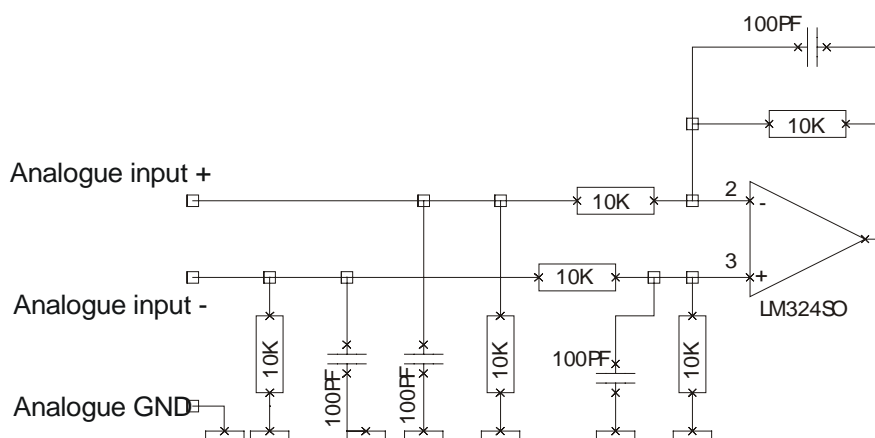 100PF
10K
Analogue input +
10K
2
-
10K
3
+
Analogue input -
LM324SO
10K
100PF
100PF
10K
100PF
10K
Analogue GND